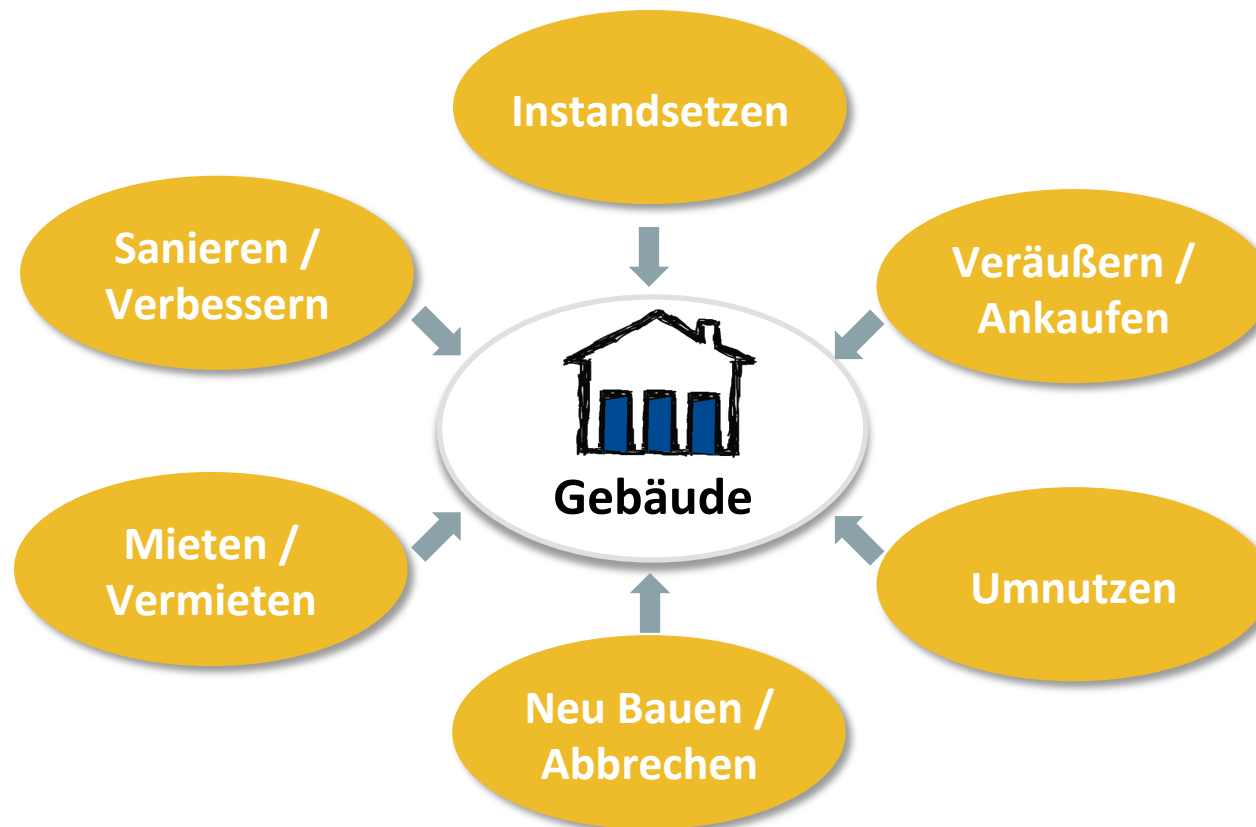 Instandsetzen
Sanieren /
Verbessern
Veräußern /
Ankaufen
Gebäude
Mieten /
Vermieten
Umnutzen
Neu Bauen /
Abbrechen